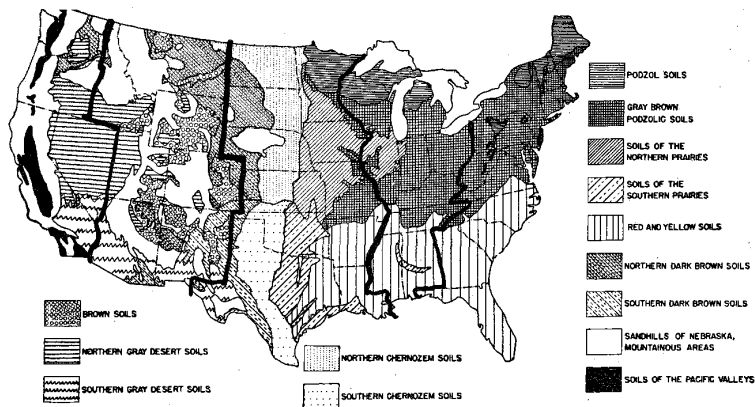 PODZOL SOILS
GRAY BROWN
PODZOLIC SOILS
SOILS OF THE
NORTHERN PRAIRIES
SOILS OF THE
SOUTHERN PRAIRIES
RED AND YELLOW SOILS
NORTHERN DARK BROWN SOILS
SOUTHERN DARK BROWN SOILS
SANDHILLS OF NEBRASKA,
MOUNTAINOUS AREAS
SOILS OF THE PACIFIC VALLEYS
BROWN SOILS
NORTHERN GRAY DESERT SOILS
SOUTHERN GRAY DESERT SOILS
NORTHERN CHERNOZEM SOILS
SOUTHERN CHERNOZEM SOILS